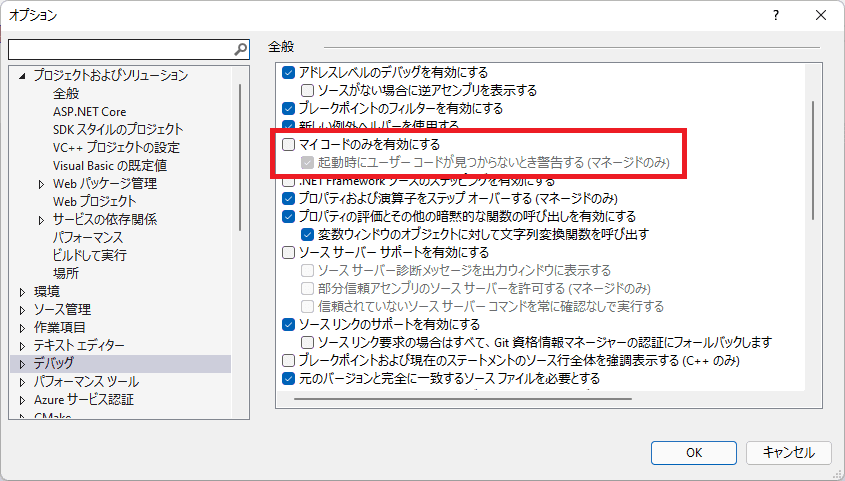 オプション
?
全般
プロジェクトおよびソリューション
全般
ASP.NET Core
SDK スタイルのプロジェクト
VC++ プロジェクトの設定
Visual Basic の既定値
Web パッケージ管理
Web プロジェクト
サービスの依存関係
パフォーマンス
ビルドして実行
場所
環境
ソース管理
作業項目
テキスト エディター
デバッグ
パフォーマンス ツール
Azure サービス認証
CMake
アドレスレベルのデバッグを有効にする
ソースがない場合に逆アセンブリを表示する
ブレークポイントのフィルターを有効にする
新しい例外ヘルパーを使用する
マイ コードのみを有効にする
起動時にユーザー コードが見つからないとき警告する (マネージドのみ)
.NET Framework ソースのステッピングを有効にする
プロパティおよび演算子をステップ オーバーする (マネージドのみ)
プロパティの評価とその他の暗黙的な関数の呼び出しを有効にする
変数ウィンドウのオブジェクトに対して文字列変換関数を呼び出す
ソース サーバー サポートを有効にする
ソース サーバー診断メッセージを出力ウィンドウに表示する
部分信頼アセンブリのソース サーバーを許可する (マネージドのみ)
信頼されていないソース サーバー コマンドを常に確認なしで実行する
ソース リンクのサポートを有効にする
ソース リンク要求の場合はすべて、Git 資格情報マネージャーの認証にフォールバックします
ブレークポイントおよび現在のステートメントのソース行全体を強調表示する (C++ のみ)
元のバージョンと完全に一致するソース ファイルを必要とする
OK
キャンセル